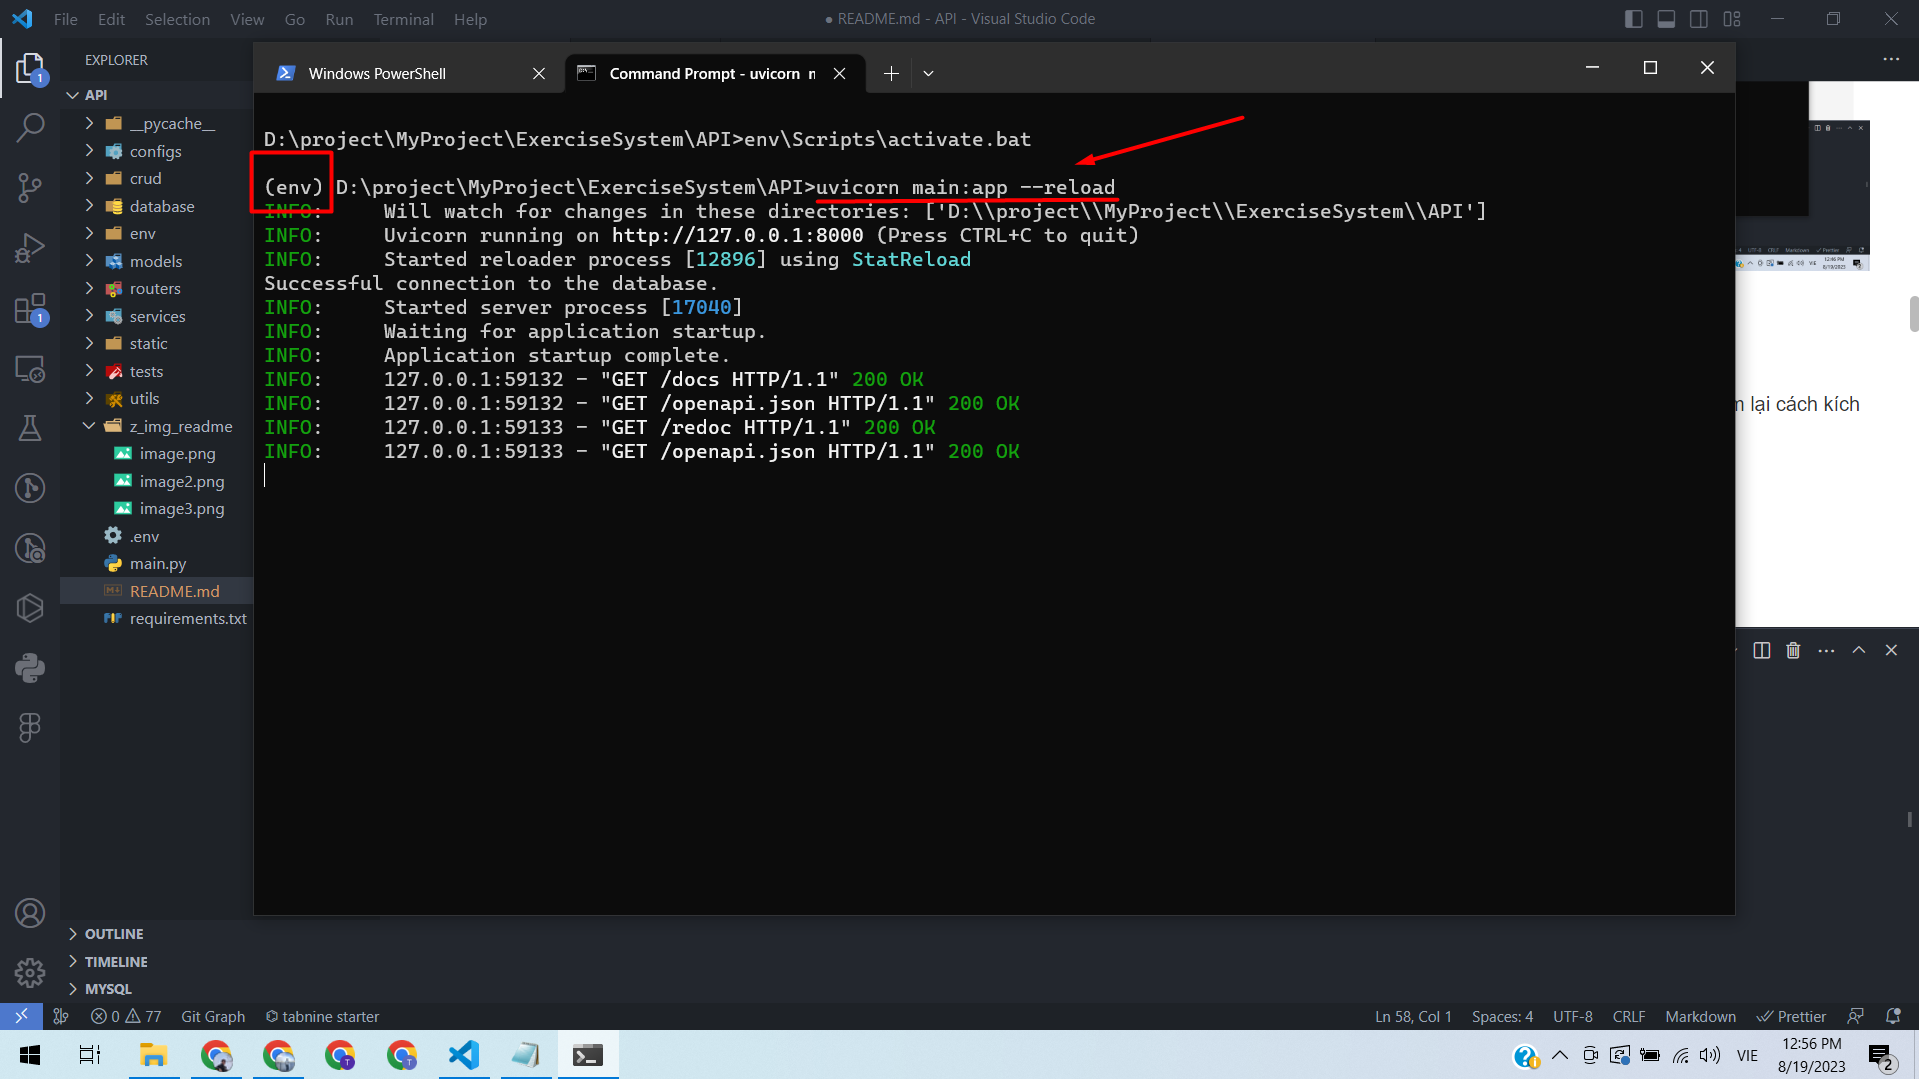 File Edit Selection View Go Run Terminal Help
● README.md - API - Visual Studio Code
EXPLORER
API
__pycache__
configs
crud
database
env
models
routers
services
static
tests
utils
z_img_readme
image.png
image2.png
image3.png
.env
main.py
README.md
requirements.txt
OUTLINE
TIMELINE
MYSQL
1
1
Windows PowerShell
Command Prompt - uvicorn
D:\project\MyProject\ExerciseSystem\API>env\Scripts\activate.bat
(env) D:\project\MyProject\ExerciseSystem\API>uvicorn main:app --reload
INFO: Will watch for changes in these directories: ['D:\\project\\MyProject\\ExerciseSystem\\API']
INFO: Uvicorn running on http://127.0.0.1:8000 (Press CTRL+C to quit)
INFO: Started reloader process [12896] using StatReload
Successful connection to the database.
INFO: Started server process [17040]
INFO: Waiting for application startup.
INFO: Application startup complete.
INFO: 127.0.0.1:59132 - "GET /docs HTTP/1.1" 200 OK
INFO: 127.0.0.1:59132 - "GET /openapi.json HTTP/1.1" 200 OK
INFO: 127.0.0.1:59133 - "GET /redoc HTTP/1.1" 200 OK
INFO: 127.0.0.1:59133 - "GET /openapi.json HTTP/1.1" 200 OK
lại cách kích
0 77 Git Graph tabnine starter
Ln 58, Col 1 Spaces: 4 UTF-8 CRLF Markdown Prettier
VIE
12:56 PM
8/19/2023
2